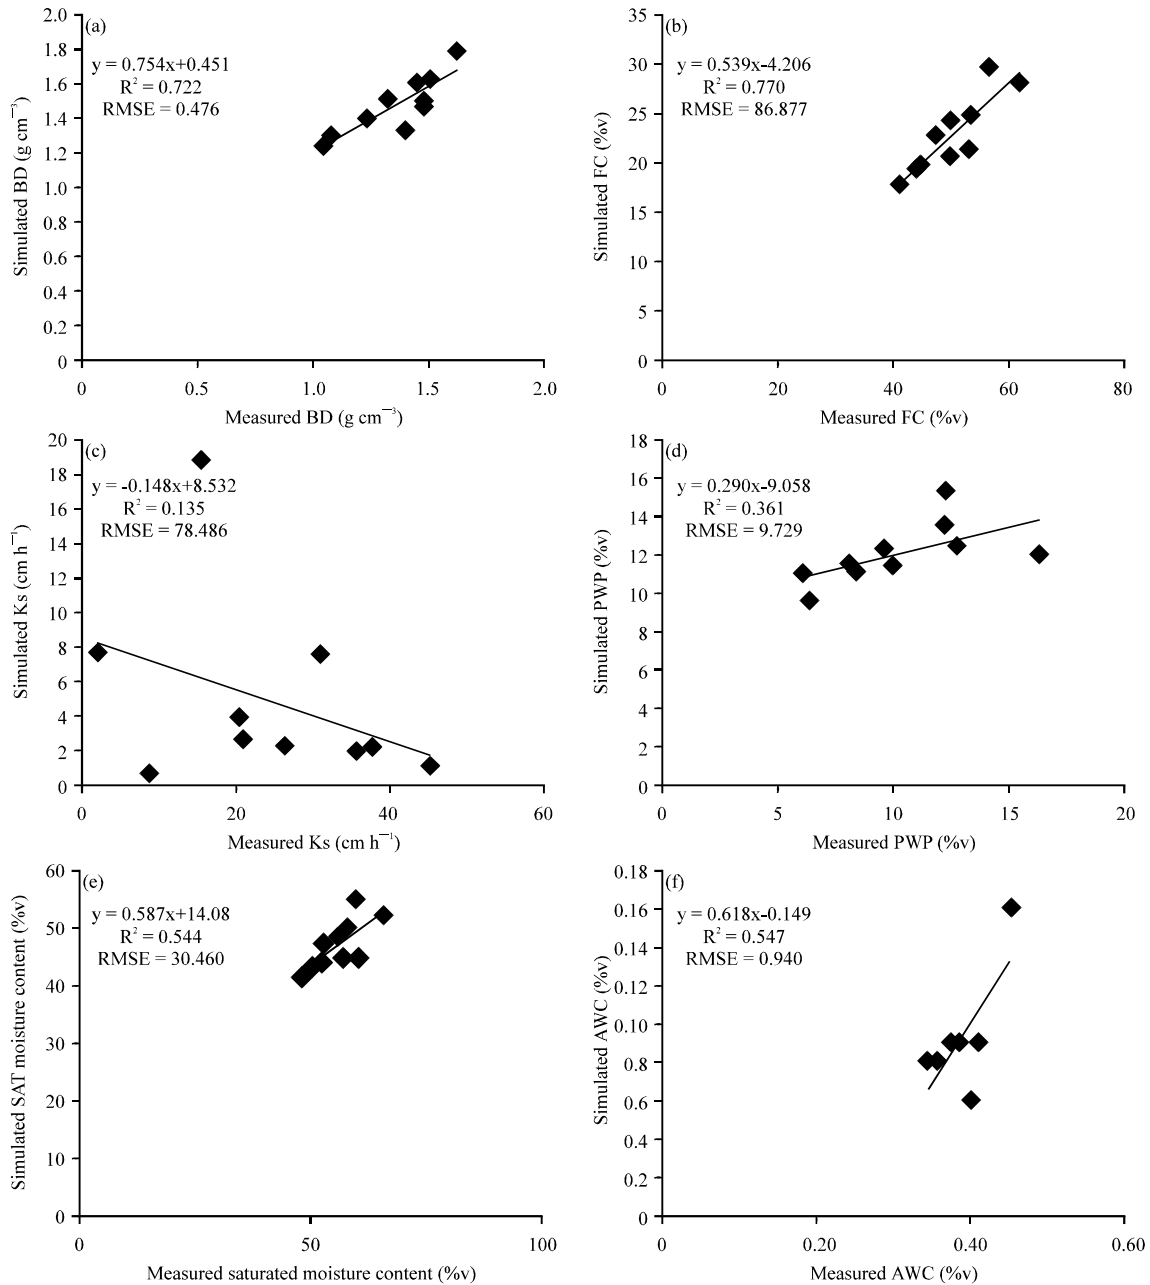 (a)
y = 0.754x+0.451
R² = 0.722
RMSE = 0.476
2.0
1.8
1.6
1.4
1.2
1.0
0.8
0.6
0.4
0.2
0
Simulated BD (g cm⁻³)
0 0.5 1.0 1.5 2.0
Measured BD (g cm⁻³)
(b)
y = 0.539x-4.206
R² = 0.770
RMSE = 86.877
35
30
25
20
15
10
5
0
Simulated FC (%v)
0 20 40 60 80
Measured FC (%v)
(c)
y = -0.148x+8.532
R² = 0.135
RMSE = 78.486
20
18
16
14
12
10
8
6
4
2
0
Simulated Ks (cm h⁻¹)
0 20 40 60
Measured Ks (cm h⁻¹)
(d)
y = 0.290x-9.058
R² = 0.361
RMSE = 9.729
18
16
14
12
10
8
6
4
2
0
Simulated PWP (%v)
0 5 10 15 20
Measured PWP (%v)
(e)
y = 0.587x+14.08
R² = 0.544
RMSE = 30.460
60
50
40
30
20
10
0
Simulated SAT moisture content (%v)
0 50 100
Measured saturated moisture content (%v)
(f)
y = 0.618x-0.149
R² = 0.547
RMSE = 0.940
0.18
0.16
0.14
0.12
0.10
0.8
0.6
0.4
0.2
0
Simulated AWC (%v)
0 0.20 0.40 0.60
Measured AWC (%v)